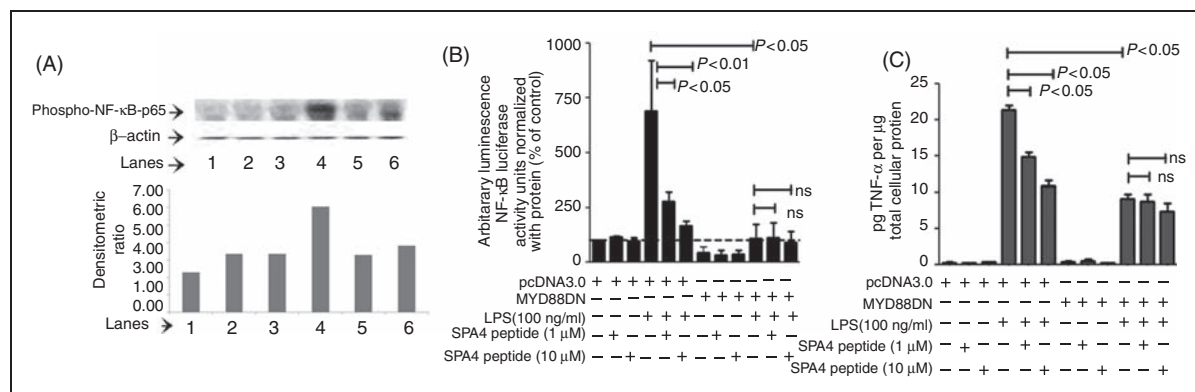 (A)
Phospho-NF-κB-p65
β–actin
Lanes 1 2 3 4 5 6
Densitometric
ratio
7.00
6.00
4.00
3.00
2.00
1.00
0.00
Lanes 1 2 3 4 5 6
(B)
Arbitarary luminescence
NF-κB luciferase
activity units normalized
with protein (% of control)
1000
750
500
250
100
0
P<0.05
P<0.01
P<0.05
ns
ns
pcDNA3.0 + + + + + + – – – – – –
MYD88DN – – – – – – + + + + + +
LPS(100 ng/ml) – – – + + + – – – + + +
SPA4 peptide (1 μM) – + – – + – – + – – + –
SPA4 peptide (10 μM) – – + – – + – – + – – +
(C)
pg TNF-α per μg
total cellular protien
25
20
15
10
5
0
P<0.05
P<0.05
P<0.05
ns
ns
pcDNA3.0 + + + + + + – – – – – –
MYD88DN – – – – – – + + + + + +
LPS(100 ng/ml) – – – + + + – – – + + +
SPA4 peptide (1 μM) – + – – + – – + – – + –
SPA4 peptide (10 μM) – – + – – + – – + – – +